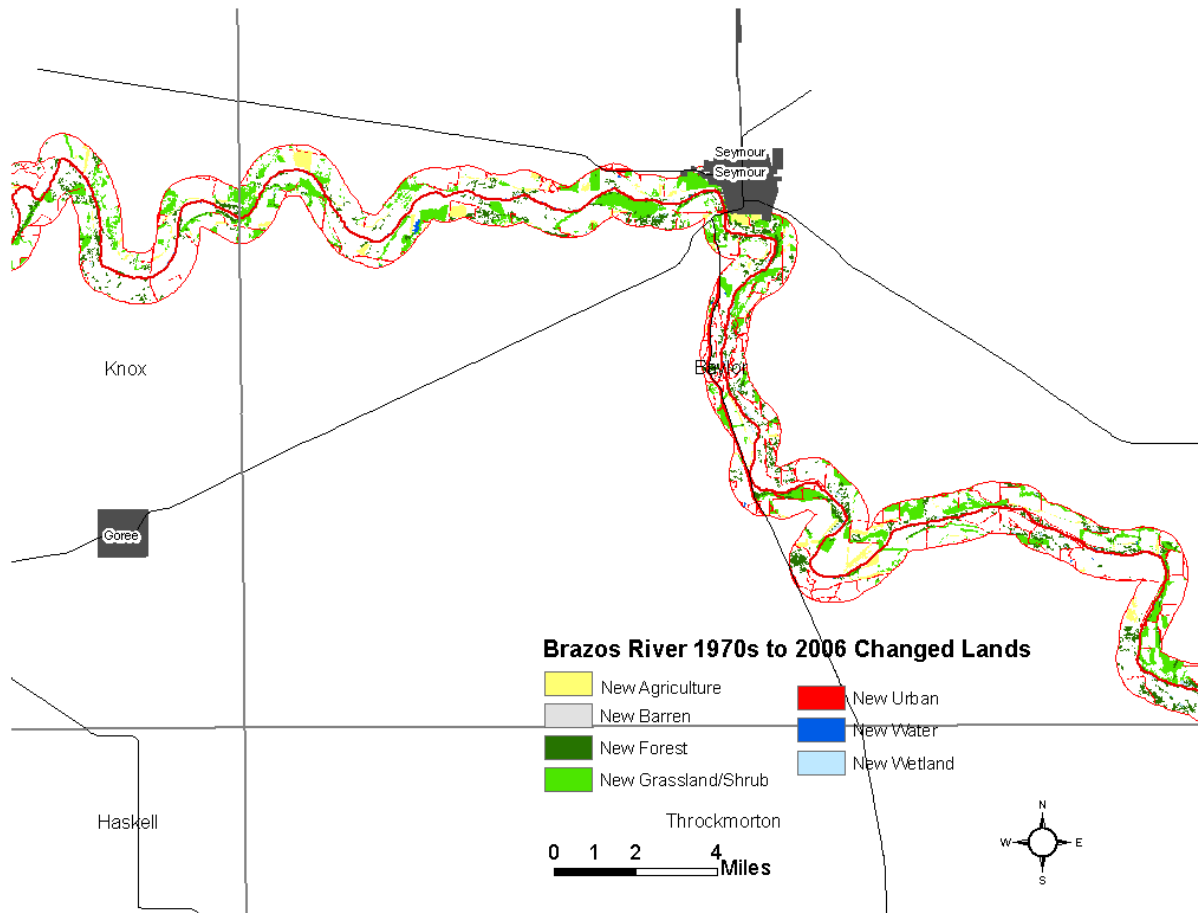 Seymour
Seymour
Knox
Baylor
Goree
Brazos River 1970s to 2006 Changed Lands
New Agriculture
New Barren
New Forest
New Grassland/Shrub
New Urban
New Water
New Wetland
Haskell
Throckmorton
0 1 2 4
Miles
N
W E
S